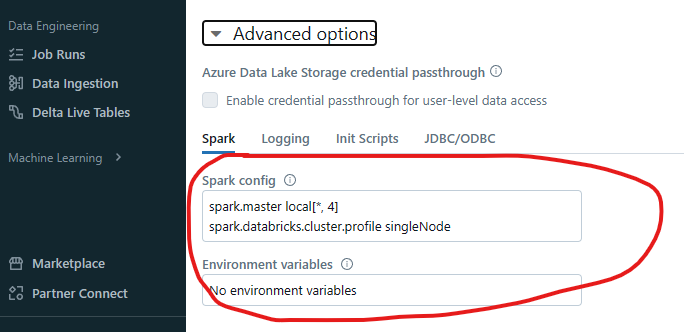 Data Engineering
Job Runs
Data Ingestion
Delta Live Tables
Machine Learning
Marketplace
Partner Connect
Advanced options
Azure Data Lake Storage credential passthrough
Enable credential passthrough for user-level data access
Spark Logging Init Scripts JDBC/ODBC
Spark config
spark.master local[*, 4]
spark.databricks.cluster.profile singleNode
Environment variables
No environment variables